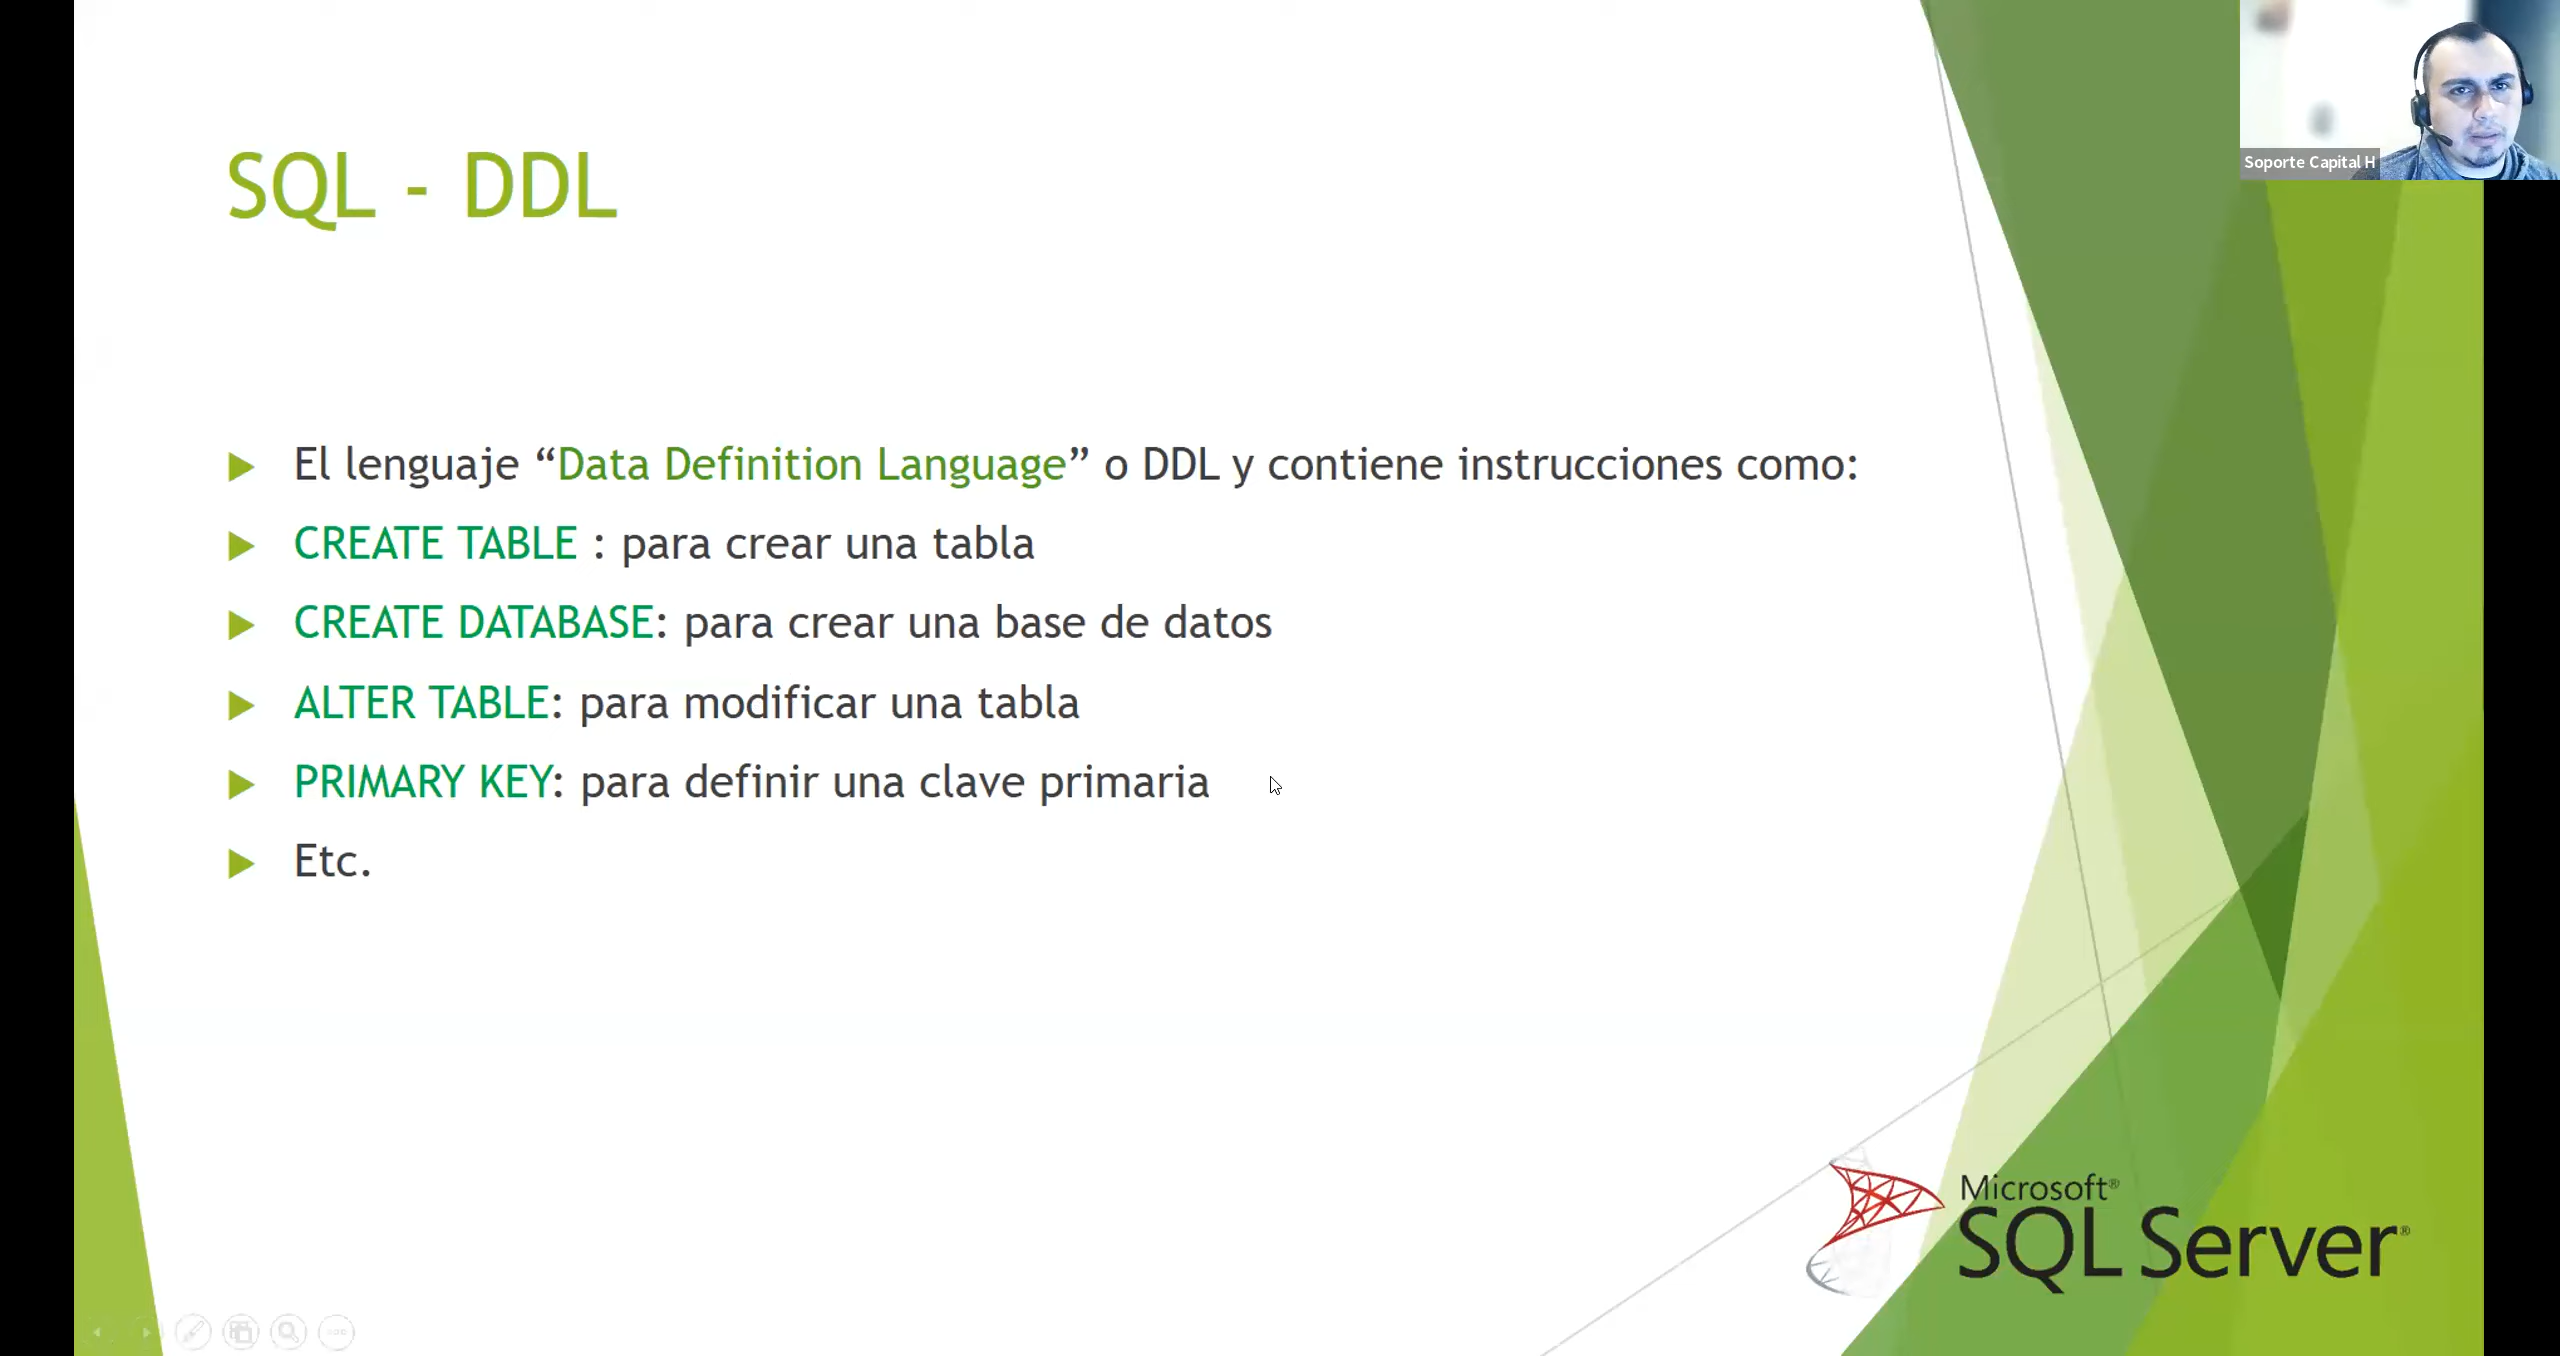 Soporte Capital H
SQL - DDL
El lenguaje “Data Definition Language” o DDL y contiene instrucciones como:
CREATE TABLE : para crear una tabla
CREATE DATABASE: para crear una base de datos
ALTER TABLE: para modificar una tabla
PRIMARY KEY: para definir una clave primaria
Etc.
Microsoft®
SQL Server®